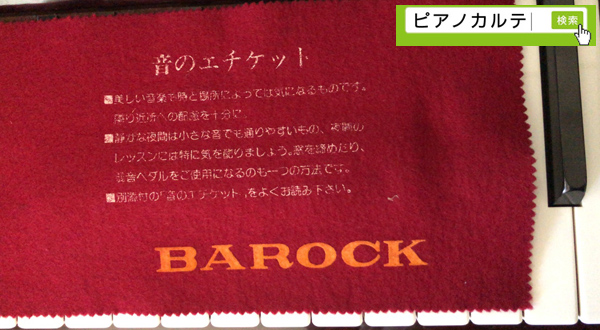 ピアノカルテ
検索
音のエチケット
■美しい音楽も時と場所によっては気になるものです。
隣り近所への配慮を十分に。
■静かな夜間は小さな音でも通りやすいもの、夜間の
レッスンには特に気を配りましょう。窓を締めたり、
弱音ペダルをご使用になるのも一つの方法です。
■別添付の「音のエチケット」をよくお読み下さい。
BAROCK